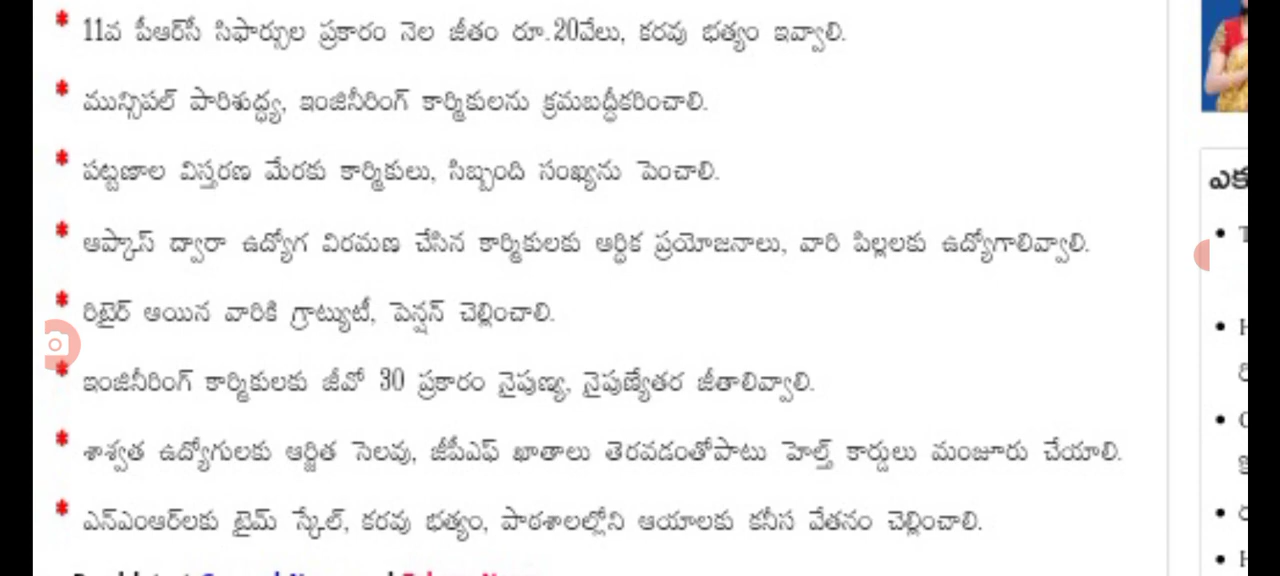 * 11వ పీఆర్‌సీ సిఫార్సుల ప్రకారం నెల జీతం రూ.20వేలు, కరవు భత్యం ఇవ్వాలి.
* మున్సిపల్ పారిశుద్ధ్య, ఇంజినీరింగ్ కార్మికులను క్రమబద్ధీకరించాలి.
* పట్టణాల విస్తరణ మేరకు కార్మికులు, సిబ్బంది సంఖ్యను పెంచాలి.
* ఆప్కాస్ ద్వారా ఉద్యోగ విరమణ చేసిన కార్మికులకు ఆర్ధిక ప్రయోజనాలు, వారి పిల్లలకు ఉద్యోగాలివ్వాలి.
* రిటైర్ ఆయిన వారికి గ్రాట్యుటీ, పెన్షన్ చెల్లించాలి.
* ఇంజినీరింగ్ కార్మికులకు జీవో 30 ప్రకారం నైపుణ్య, నైపుణ్యేతర జీతాలివ్వాలి.
* శాశ్వత ఉద్యోగులకు ఆర్జిత సెలవు, జీపీఎఫ్ ఖాతాలు తెరవడంతోపాటు హెల్త్ కార్డులు మంజూరు చేయాలి.
* ఎన్ఎంఆర్‌లకు టైమ్ స్కేల్, కరవు భత్యం, పాఠశాలల్లోని ఆయాలకు కనీస వేతనం చెల్లించాలి.